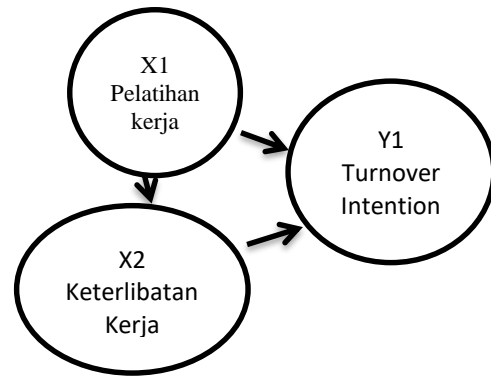 X1
Pelatihan
kerja
Y1
Turnover
Intention
X2
Keterlibatan
Kerja